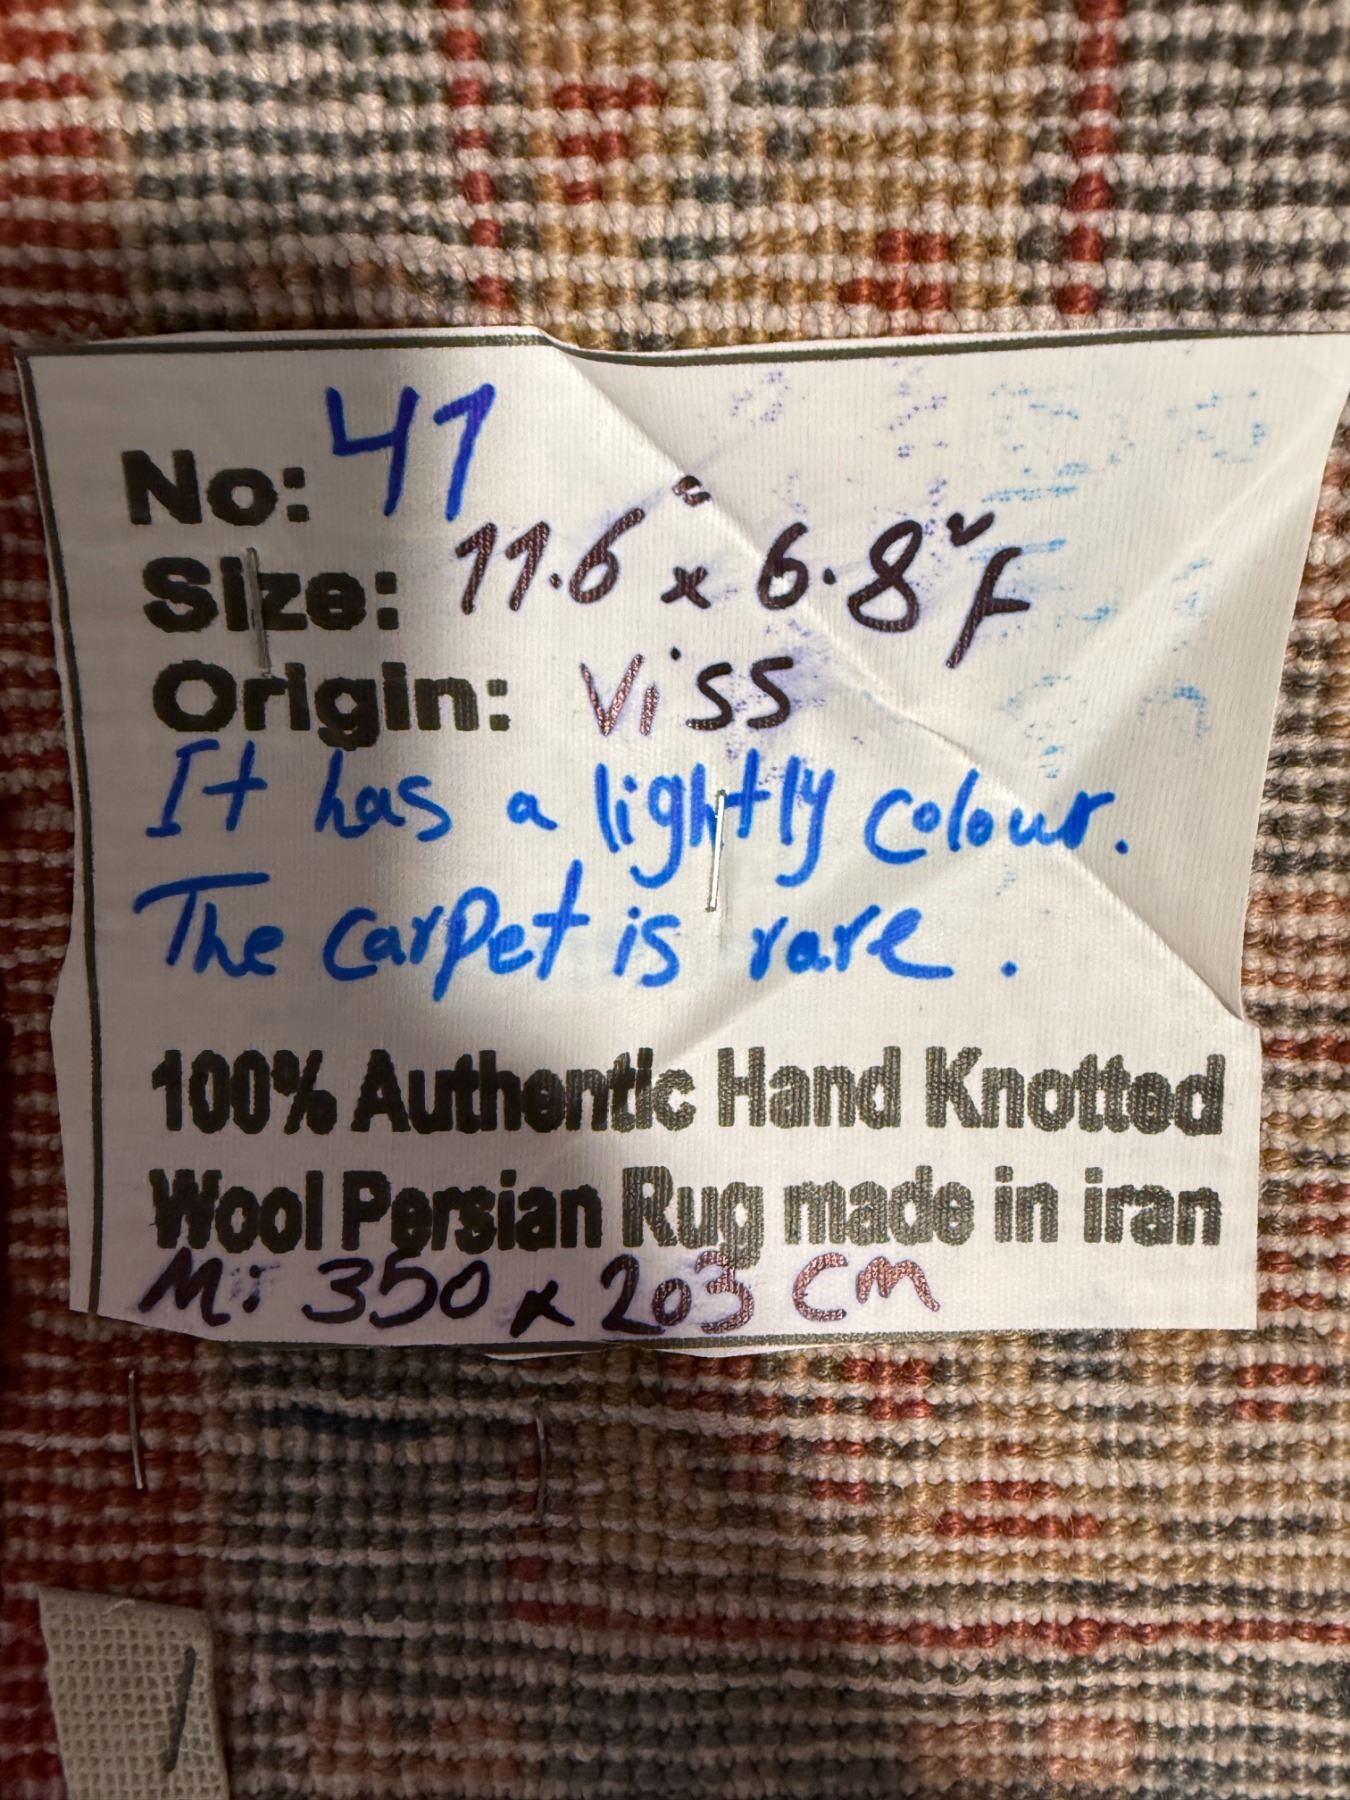 No: 47
Size: 11.6" x 6.8" F
Origin: Viss
It has a lightly colour.
The carpet is rare.
100% Authentic Hand Knotted
Wool Persian Rug made in iran
M: 350 x 203 CM